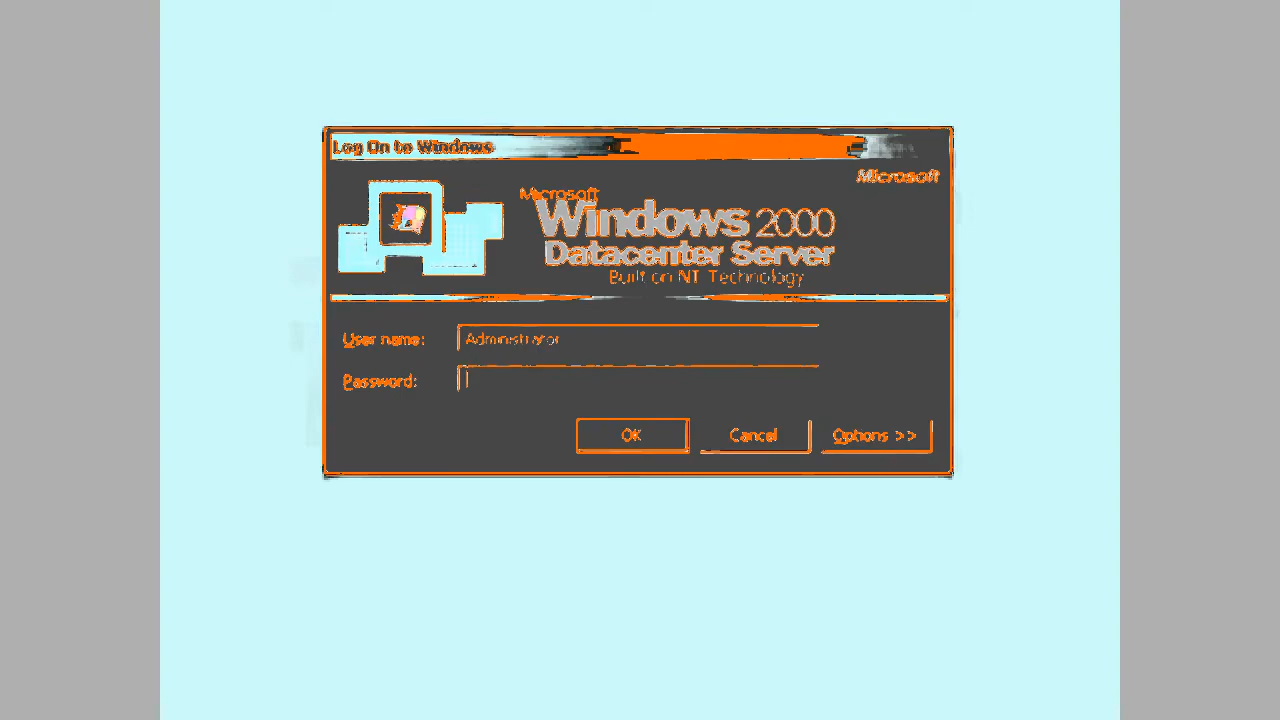 Log On to Windows
Microsoft
Microsoft
Windows 2000
Datacenter Server
Built on NT Technology
User name: Administrator
Password:
OK Cancel Options >>